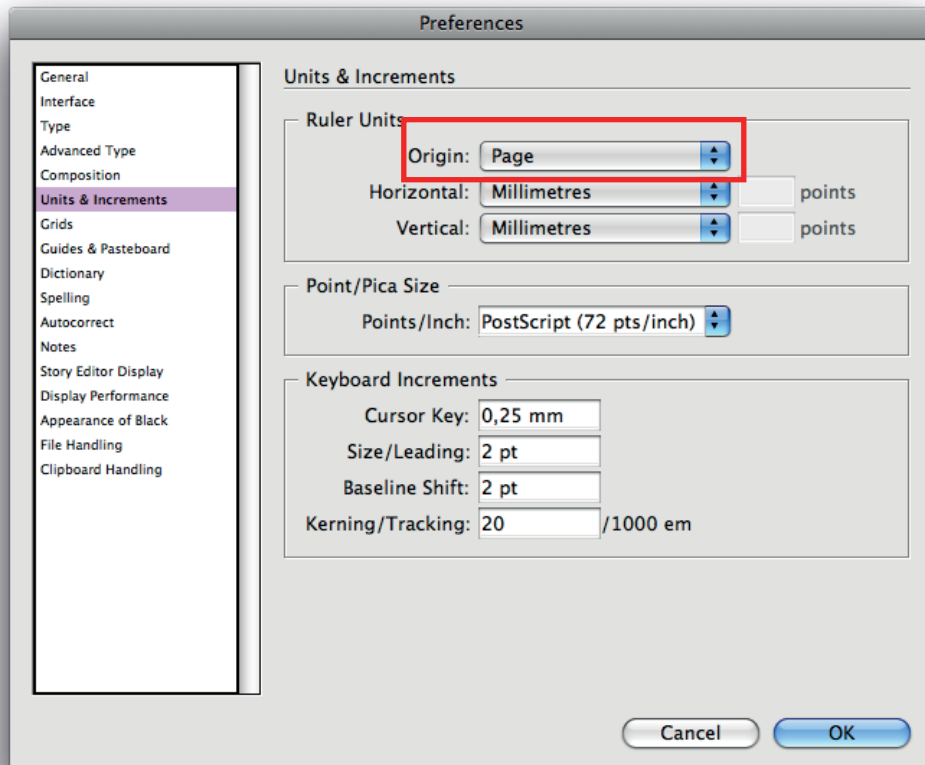 Preferences
General
Interface
Type
Advanced Type
Composition
Units & Increments
Grids
Guides & Pasteboard
Dictionary
Spelling
Autocorrect
Notes
Story Editor Display
Display Performance
Appearance of Black
File Handling
Clipboard Handling
Units & Increments
Ruler Units
Origin: Page
Horizontal: Millimetres points
Vertical: Millimetres points
Point/Pica Size
Points/Inch: PostScript (72 pts/inch)
Keyboard Increments
Cursor Key: 0,25 mm
Size/Leading: 2 pt
Baseline Shift: 2 pt
Kerning/Tracking: 20 /1000 em
Cancel OK